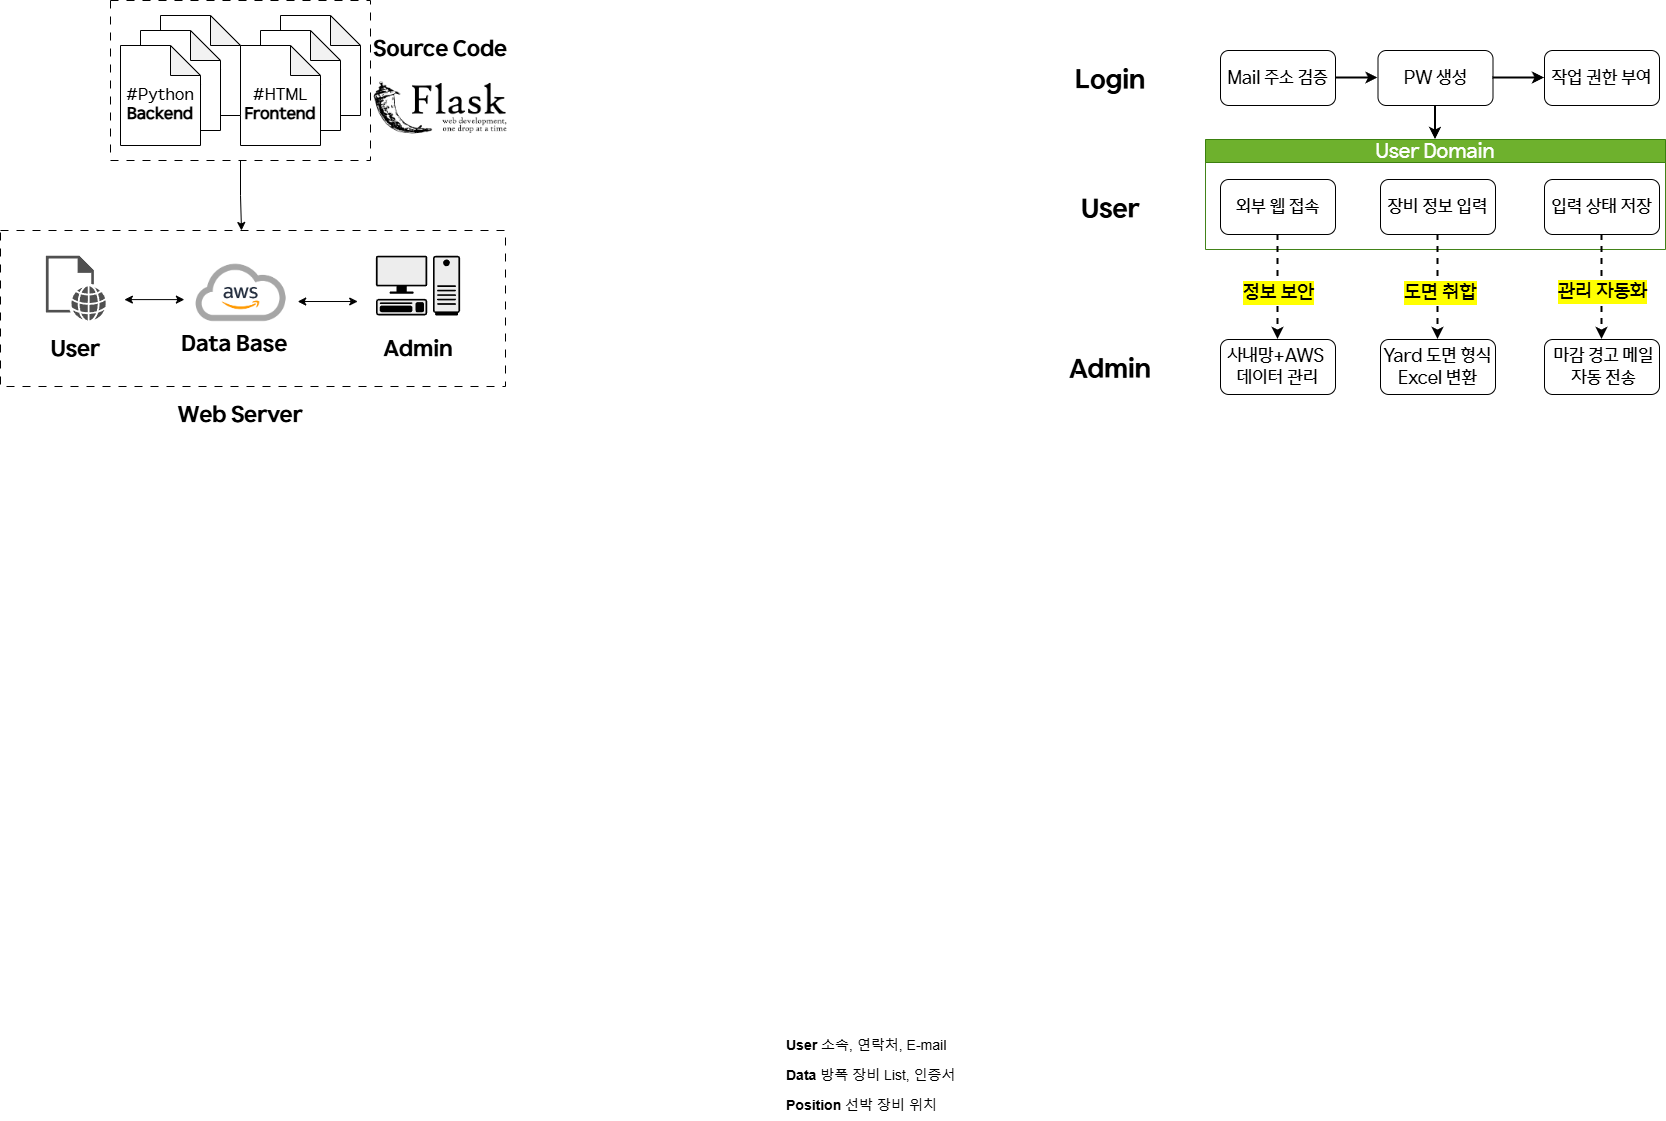 #Python
Backend
#HTML
Frontend
Source Code
Flask
web development,
one drop at a time
User
aws
Data Base
Admin
Web Server
Login
Mail 주소 검증
PW 생성
작업 권한 부여
User Domain
User
외부 웹 접속
장비 정보 입력
입력 상태 저장
정보 보안
도면 취합
관리 자동화
Admin
사내망+AWS
데이터 관리
Yard 도면 형식
Excel 변환
마감 경고 메일
자동 전송
User 소속, 연락처, E-mail
Data 방폭 장비 List, 인증서
Position 선박 장비 위치